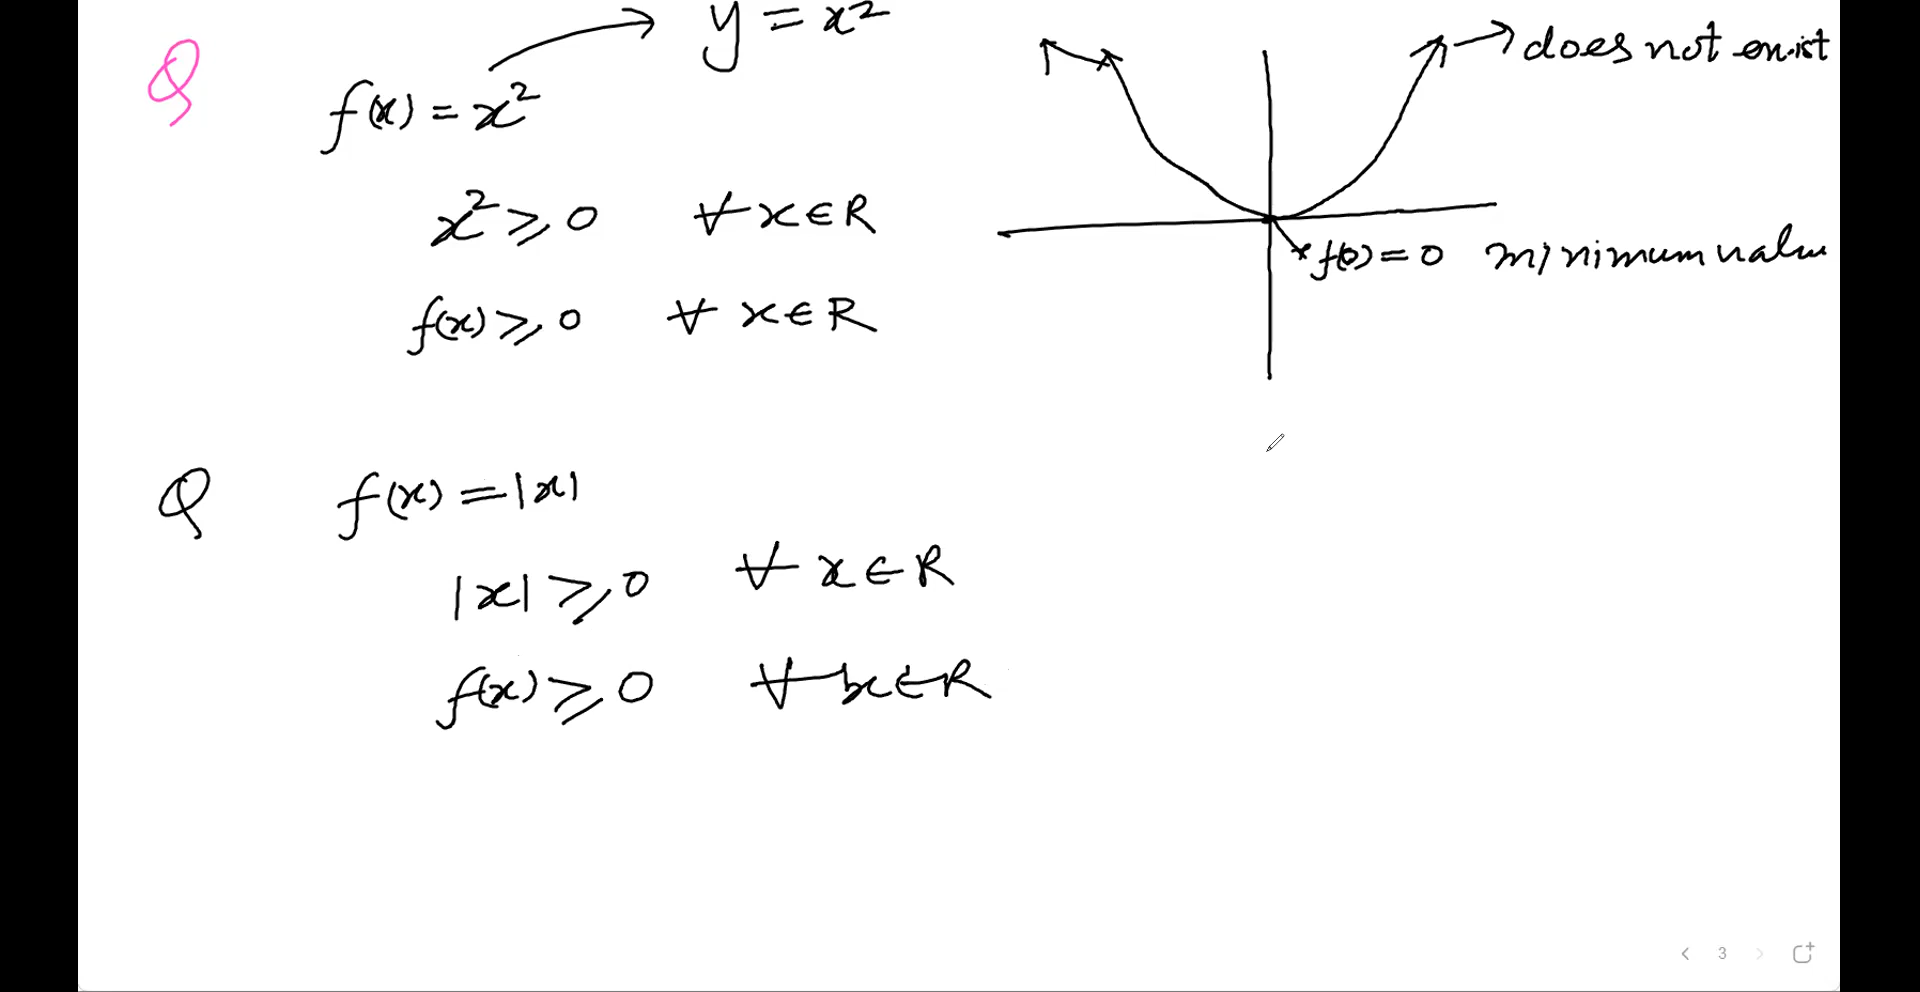 y = x²
Q f(x) = x²
x² ⩾ 0 ∀ x ∈ R
f(x) ⩾ 0 ∀ x ∈ R
does not exist
f(0) = 0 minimum value
Q f(x) = |x|
|x| ⩾ 0 ∀ x ∈ R
f(x) ⩾ 0 ∀ x ∈ R
3